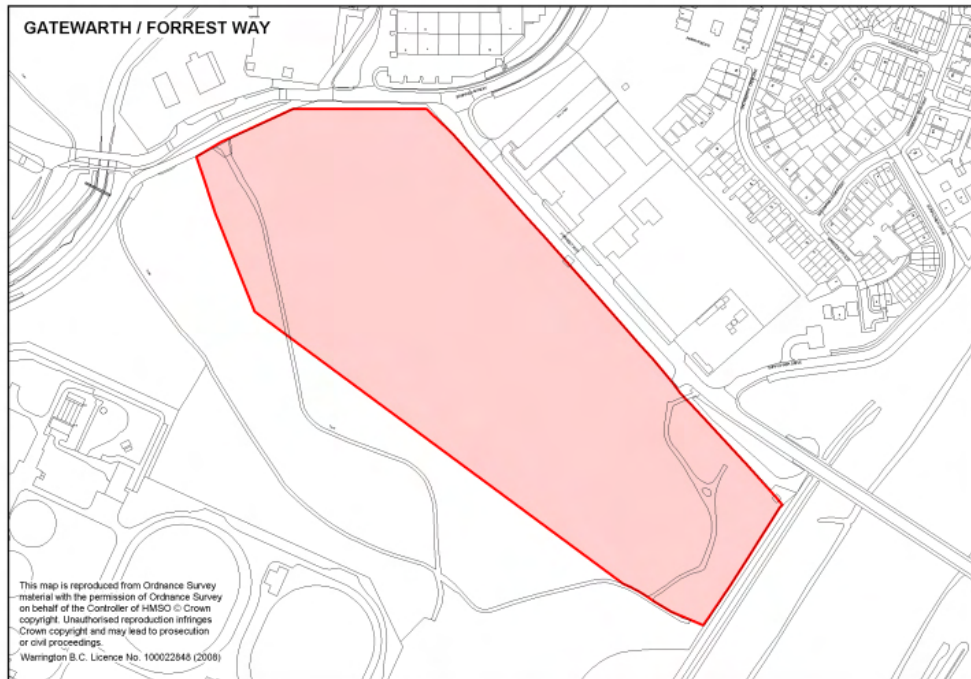 GATEWARTH / FORREST WAY
This map is reproduced from Ordnance Survey
material with the permission of Ordnance Survey
on behalf of the Controller of HMSO © Crown
copyright. Unauthorised reproduction infringes
Crown copyright and may lead to prosecution
or civil proceedings.
Warrington B.C. Licence No. 100022848 (2008)